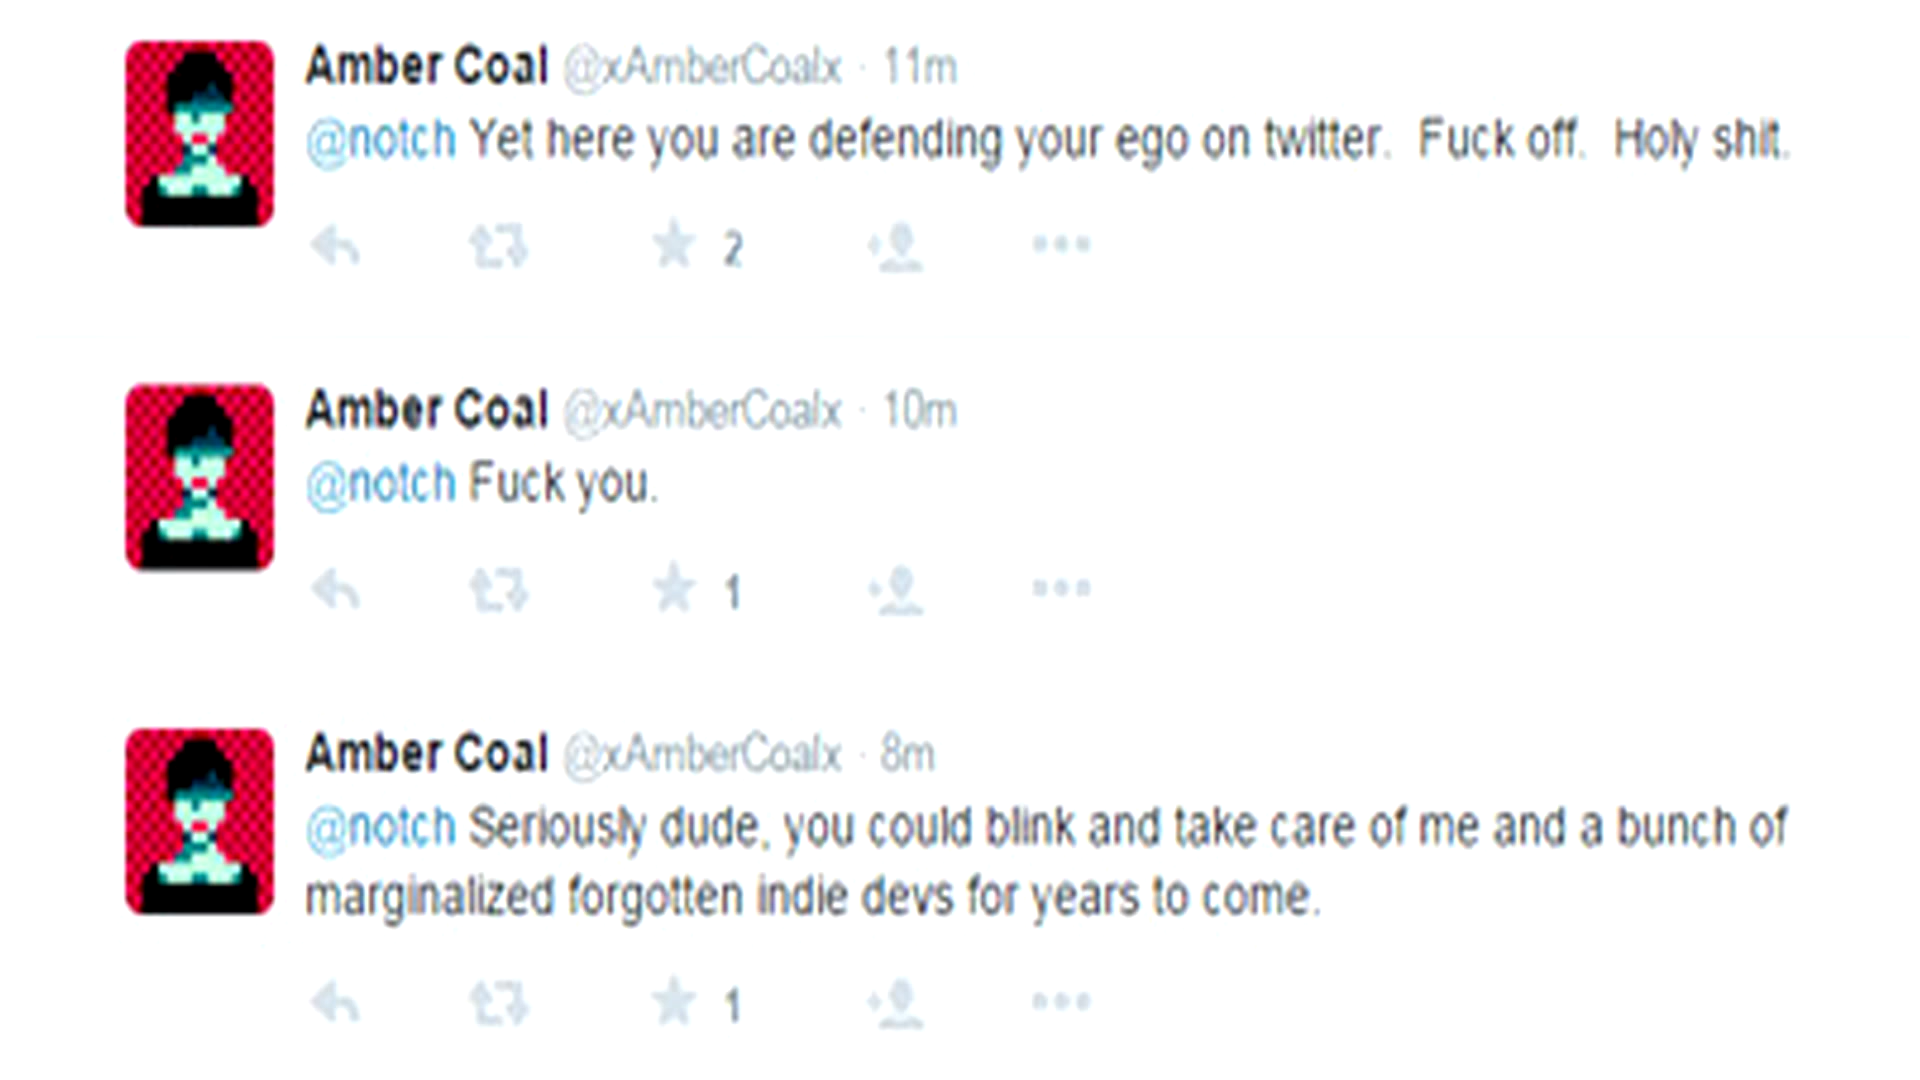 Amber Coal @xAmberCoalx · 11m
@notch Yet here you are defending your ego on twitter.  Fuck off.  Holy shit.
2
Amber Coal @xAmberCoalx · 10m
@notch Fuck you.
1
Amber Coal @xAmberCoalx · 8m
@notch Seriously dude, you could blink and take care of me and a bunch of
marginalized forgotten indie devs for years to come.
1